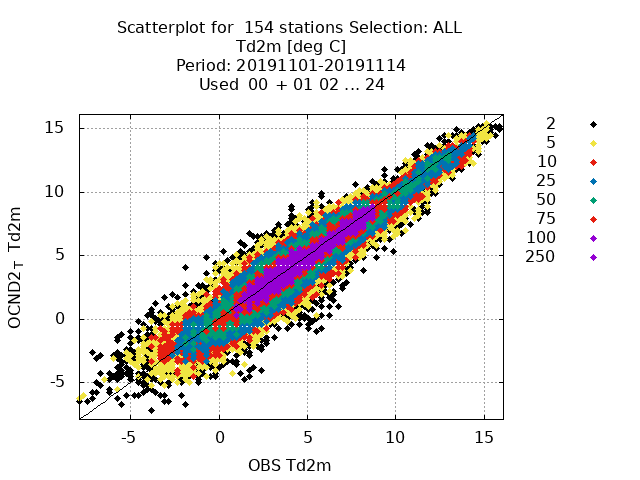 Scatterplot for 154 stations Selection: ALL
Td2m [deg C]
Period: 20191101-20191114
Used 00 + 01 02 ... 24
15
10
5
0
-5
OCND2_T Td2m
-5 0 5 10 15
OBS Td2m
2
5
10
25
50
75
100
250